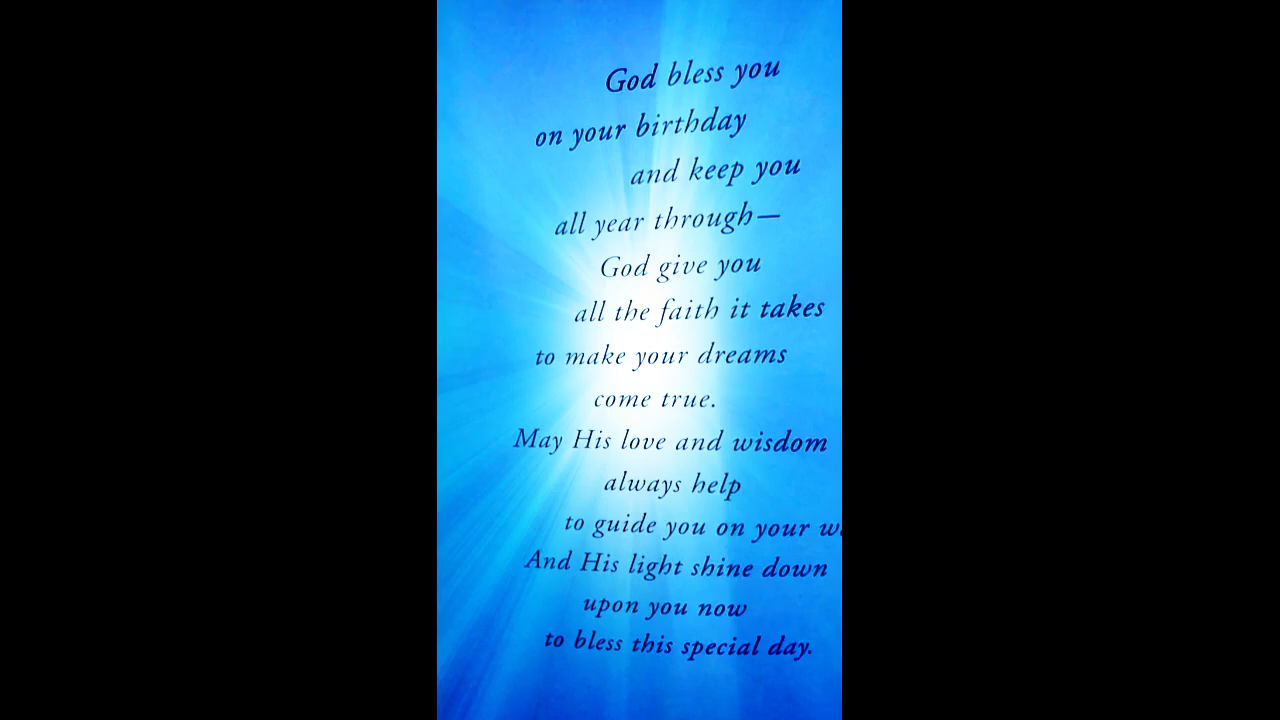 God bless you
on your birthday
and keep you
all year through—
God give you
all the faith it takes
to make your dreams
come true.
May His love and wisdom
always help
to guide you on your
And His light shine down
upon you now
to bless this special day.